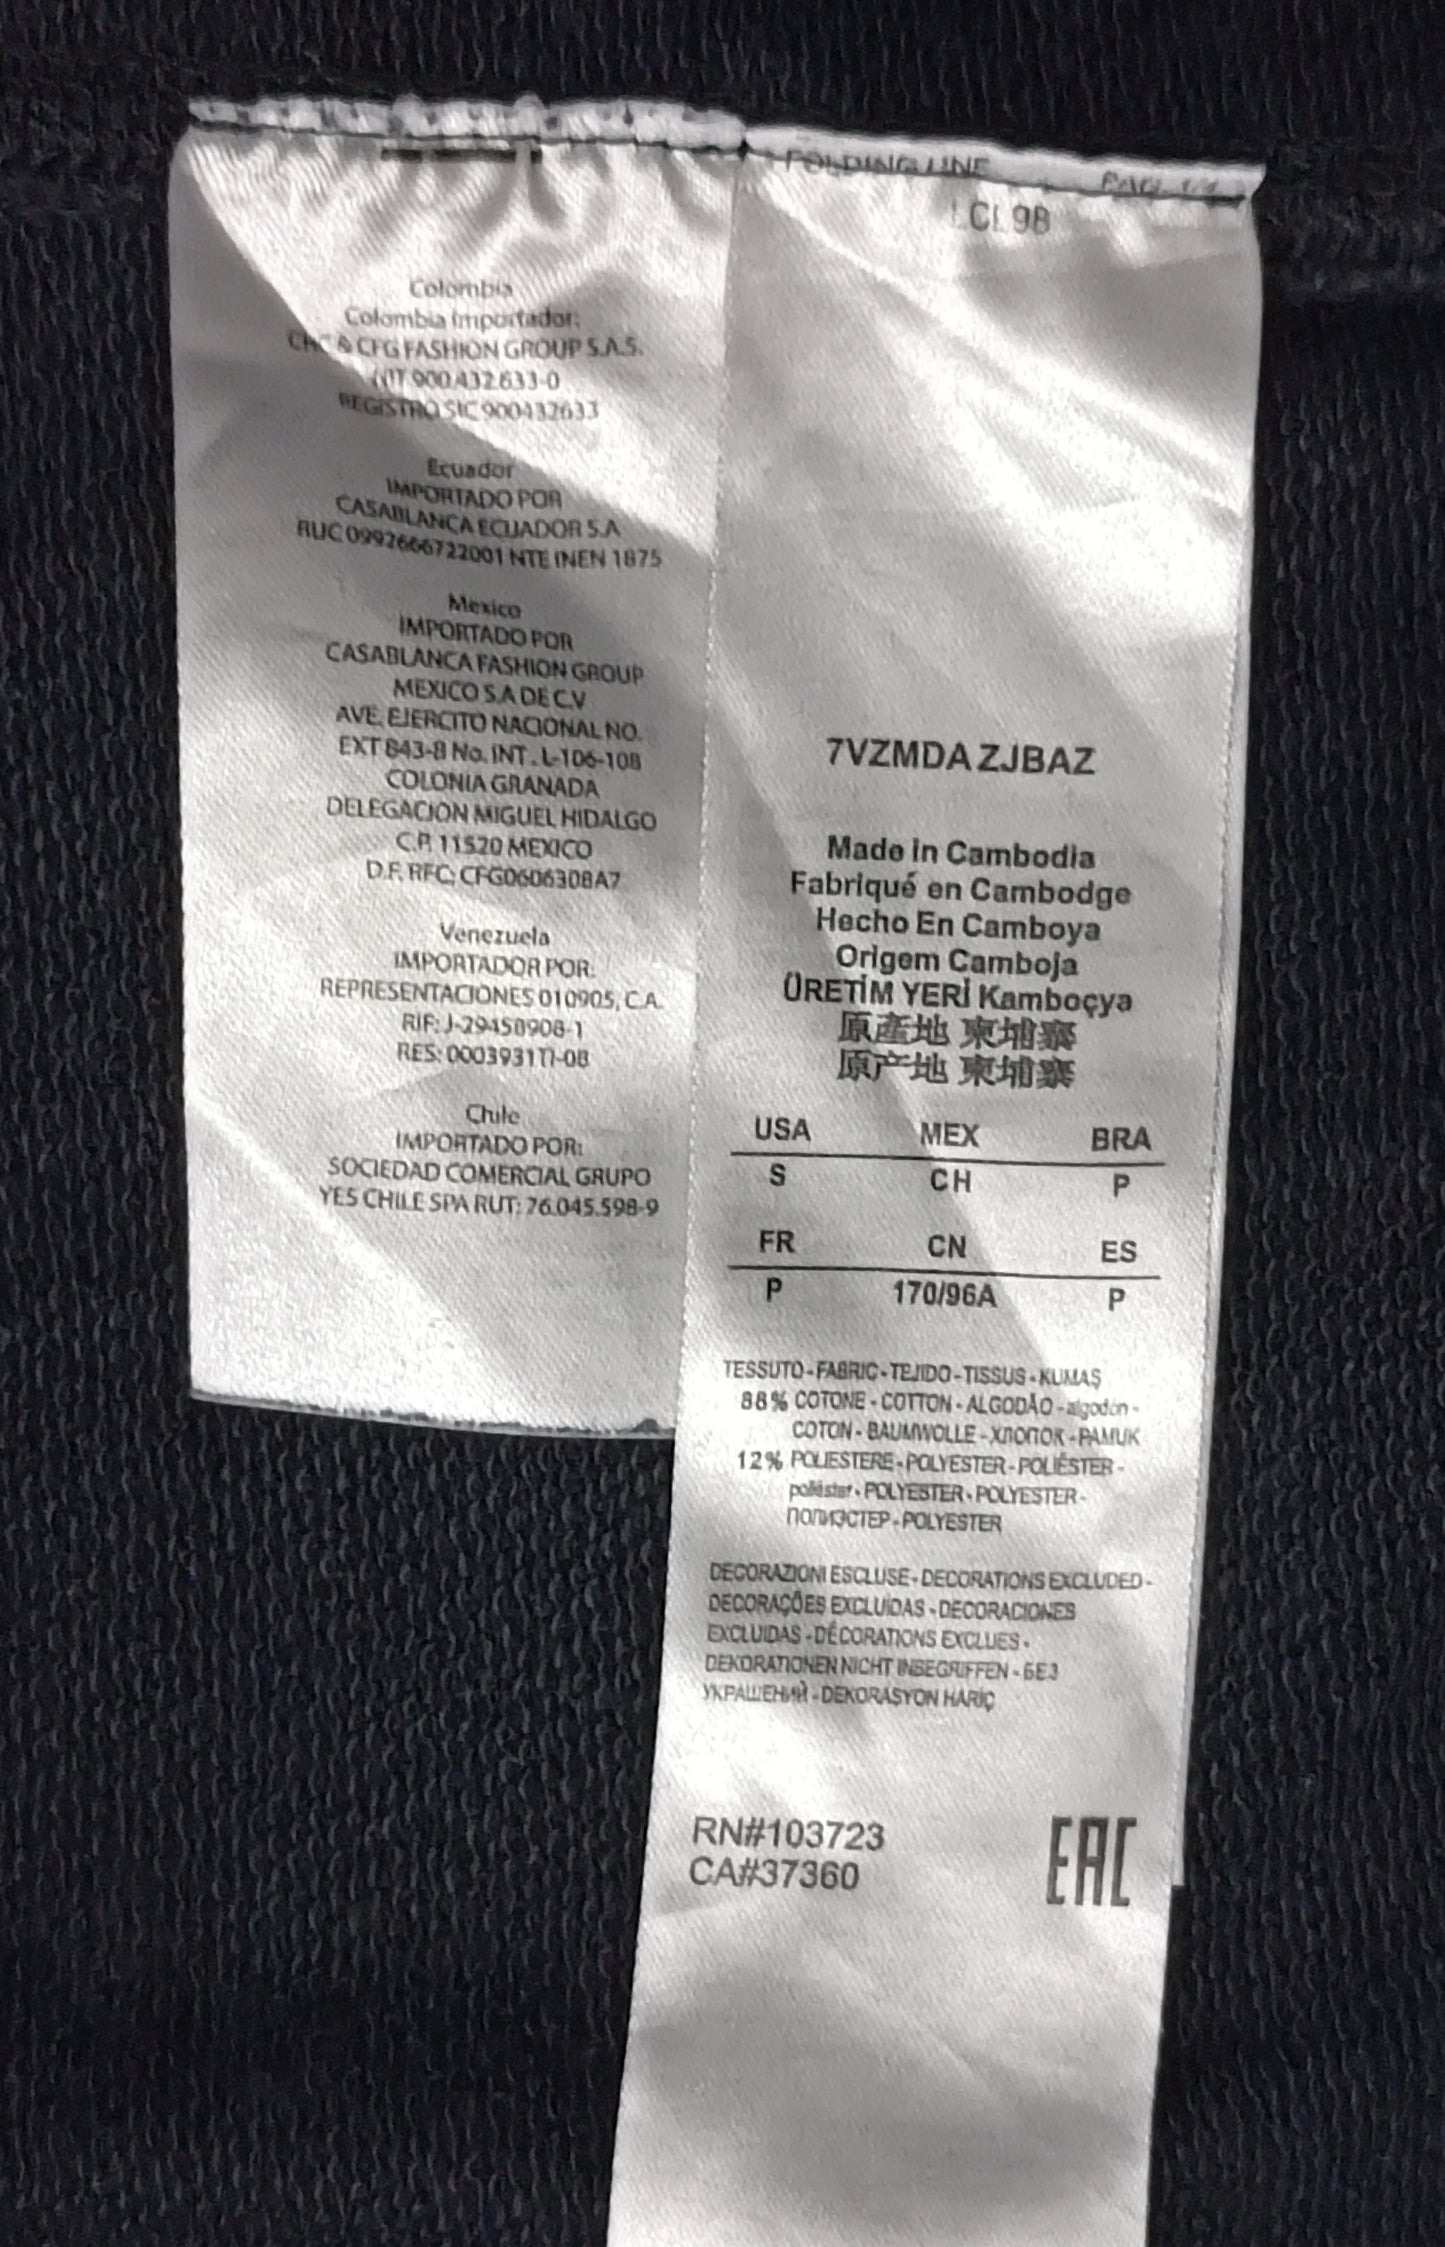 FOLDING LINE
LCL9B
Colombia
Colombia Importador:
& CFG FASHION GROUP S.A.S.
NIT 900.432.633-0
REGISTRO SIC 900432633
Ecuador
IMPORTADO POR
CASABLANCA ECUADOR S.A
RUC 0992666722001 NTE INEN 1875
Mexico
IMPORTADO POR
CASABLANCA FASHION GROUP
MEXICO S.A DE C.V
AVE. EJERCITO NACIONAL NO.
EXT 843-B No. INT . L-106-108
COLONIA GRANADA
DELEGACION MIGUEL HIDALGO
C.P. 11520 MEXICO
D.F. RFC: CFG0606308A7
Venezuela
IMPORTADOR POR:
REPRESENTACIONES 010905, C.A.
RIF: J-29458908-1
RES: 0003931TI-08
Chile
IMPORTADO POR:
SOCIEDAD COMERCIAL GRUPO
YES CHILE SPA RUT: 76.045.598-9
7VZMDA ZJBAZ
Made in Cambodia
Fabriqué en Cambodge
Hecho En Camboya
Origem Camboja
ÜRETİM YERİ Kamboçya
原產地 柬埔寨
原产地 柬埔寨
USA MEX BRA
S CH P
FR CN ES
P 170/96A P
TESSUTO - FABRIC - TEJIDO - TISSUS - KUMAŞ
88% COTONE - COTTON - ALGODÃO - algodón -
COTON - BAUMWOLLE - ХЛОПОК - PAMUK
12% POLIESTERE - POLYESTER - POLIÉSTER -
poliéster - POLYESTER - POLYESTER -
ПОЛИЭСТЕР - POLYESTER
DECORAZIONI ESCLUSE - DECORATIONS EXCLUDED -
DECORAÇÕES EXCLUÍDAS - DECORACIONES
EXCLUIDAS - DÉCORATIONS EXCLUES -
DEKORATIONEN NICHT INBEGRIFFEN - БЕЗ
УКРАШЕНИЙ - DEKORASYON HARİÇ
RN#103723
CA#37360
EAC